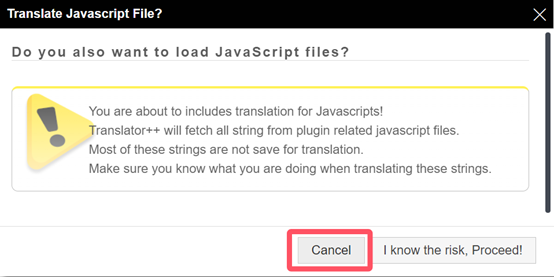 Translate Javascript File?
Do you also want to load JavaScript files?
You are about to includes translation for Javascripts!
Translator++ will fetch all string from plugin related javascript files.
Most of these strings are not save for translation.
Make sure you know what you are doing when translating these strings.
Cancel
I know the risk, Proceed!